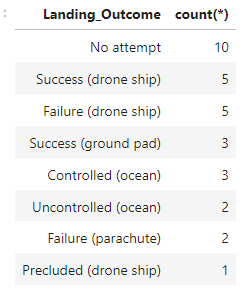 :
Landing_Outcome count(*)
No attempt 10
Success (drone ship) 5
Failure (drone ship) 5
Success (ground pad) 3
Controlled (ocean) 3
Uncontrolled (ocean) 2
Failure (parachute) 2
Precluded (drone ship) 1